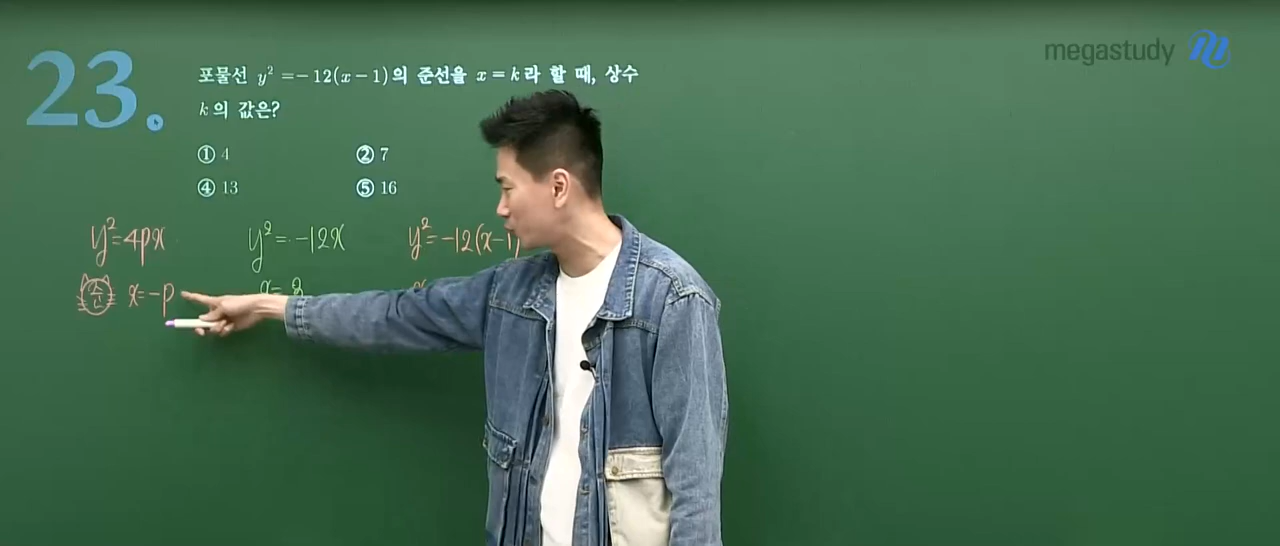 megastudy
23.
포물선 y² = −12(x−1)의 준선을 x = k라 할 때, 상수
k의 값은?
① 4 ② 7
④ 13 ⑤ 16
y²=4px y²=-12x y²=-12(x-1)
준 x=-p x=3